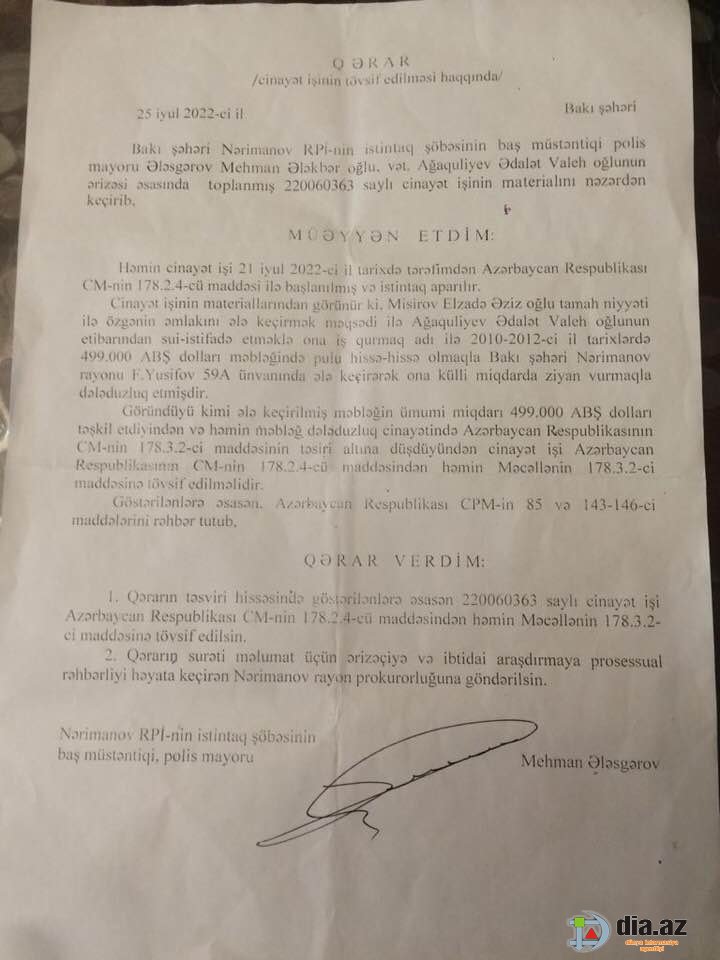 Q Ə R A R
/cinayət işinin tövsif edilməsi haqqında/
25 iyul 2022-ci il Bakı şəhəri
Bakı şəhəri Nərimanov RPİ-nin istintaq şöbəsinin baş müstəntiqi polis
mayoru Ələsgərov Mehman Ələkbər oğlu, vət. Ağaquliyev Ədalət Valeh oğlunun
ərizəsi əsasında toplanmış 220060363 saylı cinayət işinin materialını nəzərdən
keçirib,
M Ü Ə Y Y Ə N E T D İ M:
Həmin cinayət işi 21 iyul 2022-ci il tarixdə tərəfimdən Azərbaycan Respublikası
CM-nin 178.2.4-cü maddəsi ilə başlanılmış və istintaq aparılır.
Cinayət işinin materiallarından görünür ki, Misirov Elzadə Əziz oğlu tamah niyyəti
ilə özgənin əmlakını ələ keçirmək məqsədi ilə Ağaquliyev Ədalət Valeh oğlunun
etibarından sui-istifadə etməklə ona iş qurmaq adı ilə 2010-2012-ci il tarixlərdə
499.000 ABŞ dolları məbləğində pulu hissə-hissə olmaqla Bakı şəhəri Nərimanov
rayonu F.Yusifov 59A ünvanında ələ keçirərək ona külli miqdarda ziyan vurmaqla
dələduzluq etmişdir.
Göründüyü kimi ələ keçirilmiş məbləğin ümumi miqdarı 499.000 ABŞ dolları
təşkil etdiyindən və həmin məbləğ dələduzluq cinayətində Azərbaycan Respublikasının
CM-nin 178.3.2-ci maddəsinin təsiri altına düşdüyündən cinayət işi Azərbaycan
Respublikasının CM-nin 178.2.4-cü maddəsindən həmin Məcəllənin 178.3.2-ci
maddəsinə tövsif edilməlidir.
Göstərilənlərə əsasən, Azərbaycan Respublikası CPM-in 85 və 143-146-ci
maddələrini rəhbər tutub,
Q Ə R A R V E R D İ M:
1. Qərarın təsviri hissəsində göstərilənlərə əsasən 220060363 saylı cinayət işi
Azərbaycan Respublikası CM-nin 178.2.4-cü maddəsindən həmin Məcəllənin 178.3.2-
ci maddəsinə tövsif edilsin.
2. Qərarın surəti məlumat üçün ərizəçiyə və ibtidai araşdırmaya prosessual
rəhbərliyi həyata keçirən Nərimanov rayon prokurorluğuna göndərilsin.
Nərimanov RPİ-nin istintaq şöbəsinin
baş müstəntiqi, polis mayoru Mehman Ələsgərov
dia.az
dünya informasiya
agentliyi